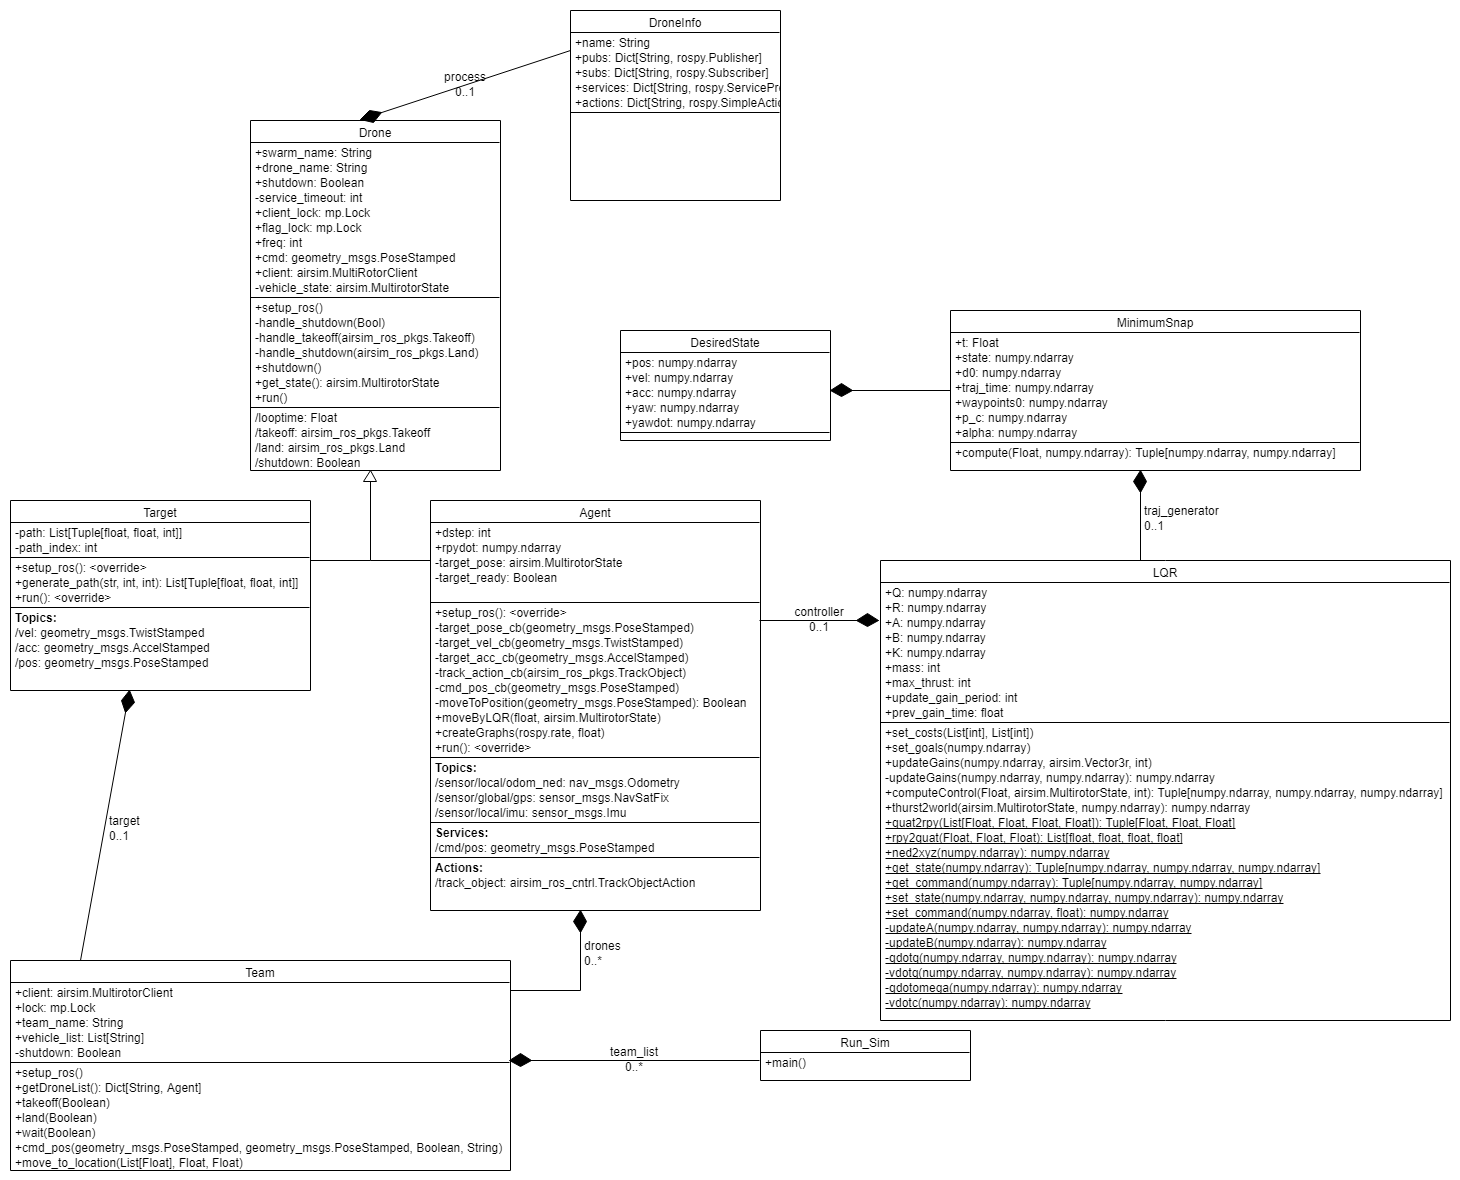 DroneInfo
+name: String
+pubs: Dict[String, rospy.Publisher]
+subs: Dict[String, rospy.Subscriber]
+services: Dict[String, rospy.ServicePr
+actions: Dict[String, rospy.SimpleActi
process
0..1
Drone
+swarm_name: String
+drone_name: String
+shutdown: Boolean
-service_timeout: int
+client_lock: mp.Lock
+flag_lock: mp.Lock
+freq: int
+cmd: geometry_msgs.PoseStamped
+client: airsim.MultiRotorClient
-vehicle_state: airsim.MultirotorState
+setup_ros()
-handle_shutdown(Bool)
-handle_takeoff(airsim_ros_pkgs.Takeoff)
-handle_shutdown(airsim_ros_pkgs.Land)
+shutdown()
+get_state(): airsim.MultirotorState
+run()
/looptime: Float
/takeoff: airsim_ros_pkgs.Takeoff
/land: airsim_ros_pkgs.Land
/shutdown: Boolean
DesiredState
+pos: numpy.ndarray
+vel: numpy.ndarray
+acc: numpy.ndarray
+yaw: numpy.ndarray
+yawdot: numpy.ndarray
MinimumSnap
+t: Float
+state: numpy.ndarray
+d0: numpy.ndarray
+traj_time: numpy.ndarray
+waypoints0: numpy.ndarray
+p_c: numpy.ndarray
+alpha: numpy.ndarray
+compute(Float, numpy.ndarray): Tuple[numpy.ndarray, numpy.ndarray]
traj_generator
0..1
Target
-path: List[Tuple[float, float, int]]
-path_index: int
+setup_ros(): <override>
+generate_path(str, int, int): List[Tuple[float, float, int]]
+run(): <override>
Topics:
/vel: geometry_msgs.TwistStamped
/acc: geometry_msgs.AccelStamped
/pos: geometry_msgs.PoseStamped
Agent
+dstep: int
+rpydot: numpy.ndarray
-target_pose: airsim.MultirotorState
-target_ready: Boolean
+setup_ros(): <override>
-target_pose_cb(geometry_msgs.PoseStamped)
-target_vel_cb(geometry_msgs.TwistStamped)
-target_acc_cb(geometry_msgs.AccelStamped)
-track_action_cb(airsim_ros_pkgs.TrackObject)
-cmd_pos_cb(geometry_msgs.PoseStamped)
-moveToPosition(geometry_msgs.PoseStamped): Boolean
+moveByLQR(float, airsim.MultirotorState)
+createGraphs(rospy.rate, float)
+run(): <override>
Topics:
/sensor/local/odom_ned: nav_msgs.Odometry
/sensor/global/gps: sensor_msgs.NavSatFix
/sensor/local/imu: sensor_msgs.Imu
Services:
/cmd/pos: geometry_msgs.PoseStamped
Actions:
/track_object: airsim_ros_cntrl.TrackObjectAction
controller
0..1
LQR
+Q: numpy.ndarray
+R: numpy.ndarray
+A: numpy.ndarray
+B: numpy.ndarray
+K: numpy.ndarray
+mass: int
+max_thrust: int
+update_gain_period: int
+prev_gain_time: float
+set_costs(List[int], List[int])
+set_goals(numpy.ndarray)
+updateGains(numpy.ndarray, airsim.Vector3r, int)
-updateGains(numpy.ndarray, numpy.ndarray): numpy.ndarray
+computeControl(Float, airsim.MultirotorState, int): Tuple[numpy.ndarray, numpy.ndarray, numpy.ndarray]
+thurst2world(airsim.MultirotorState, numpy.ndarray): numpy.ndarray
+quat2rpy(List[Float, Float, Float, Float]): Tuple[Float, Float, Float]
+rpy2quat(Float, Float, Float): List[float, float, float, float]
+ned2xyz(numpy.ndarray): numpy.ndarray
+get_state(numpy.ndarray): Tuple[numpy.ndarray, numpy.ndarray, numpy.ndarray]
+get_command(numpy.ndarray): Tuple[numpy.ndarray, numpy.ndarray]
+set_state(numpy.ndarray, numpy.ndarray, numpy.ndarray): numpy.ndarray
+set_command(numpy.ndarray, float): numpy.ndarray
-updateA(numpy.ndarray, numpy.ndarray): numpy.ndarray
-updateB(numpy.ndarray): numpy.ndarray
-qdotq(numpy.ndarray, numpy.ndarray): numpy.ndarray
-vdotq(numpy.ndarray, numpy.ndarray): numpy.ndarray
-qdotomega(numpy.ndarray): numpy.ndarray
-vdotc(numpy.ndarray): numpy.ndarray
target
0..1
drones
0..*
Team
+client: airsim.MultirotorClient
+lock: mp.Lock
+team_name: String
+vehicle_list: List[String]
-shutdown: Boolean
+setup_ros()
+getDroneList(): Dict[String, Agent]
+takeoff(Boolean)
+land(Boolean)
+wait(Boolean)
+cmd_pos(geometry_msgs.PoseStamped, geometry_msgs.PoseStamped, Boolean, String)
+move_to_location(List[Float], Float, Float)
team_list
0..*
Run_Sim
+main()